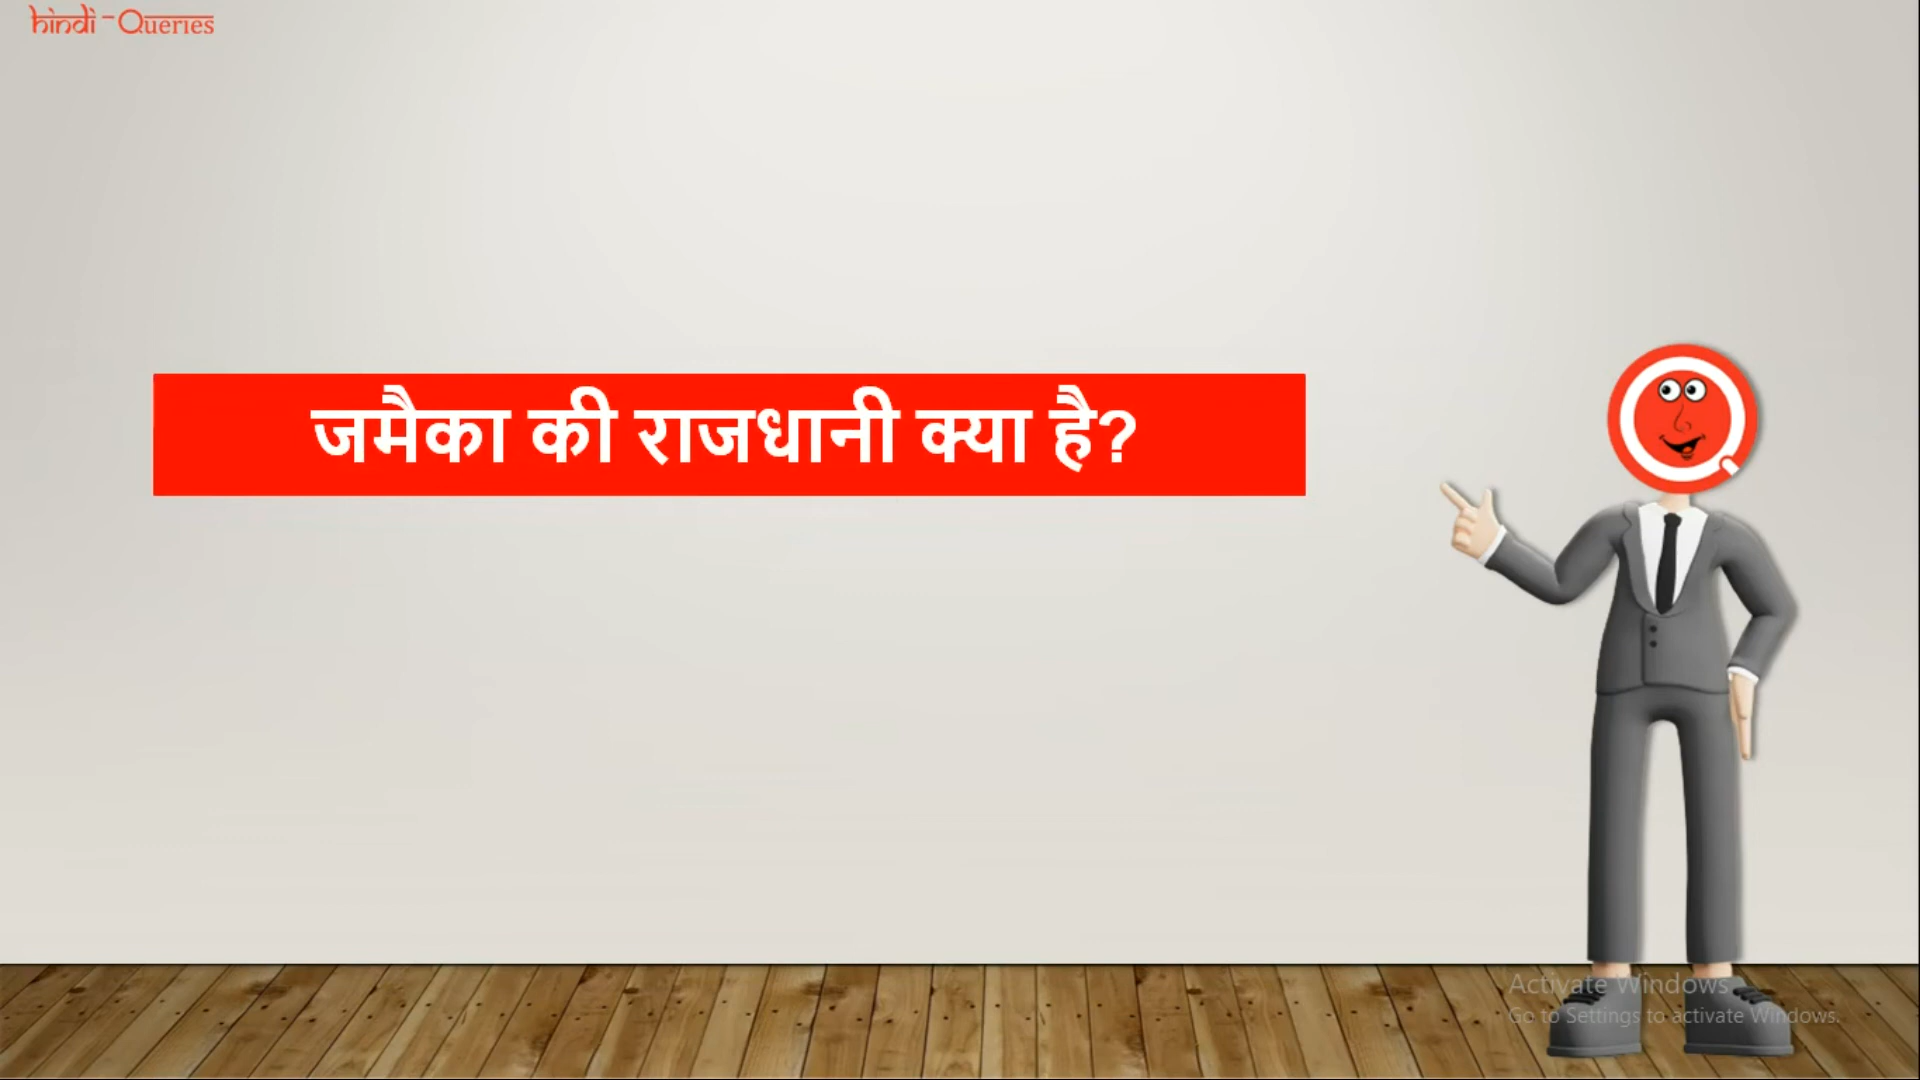 hindi-Queries
जमैका की राजधानी क्या है?
Activate Windows
Go to Settings to activate Windows.